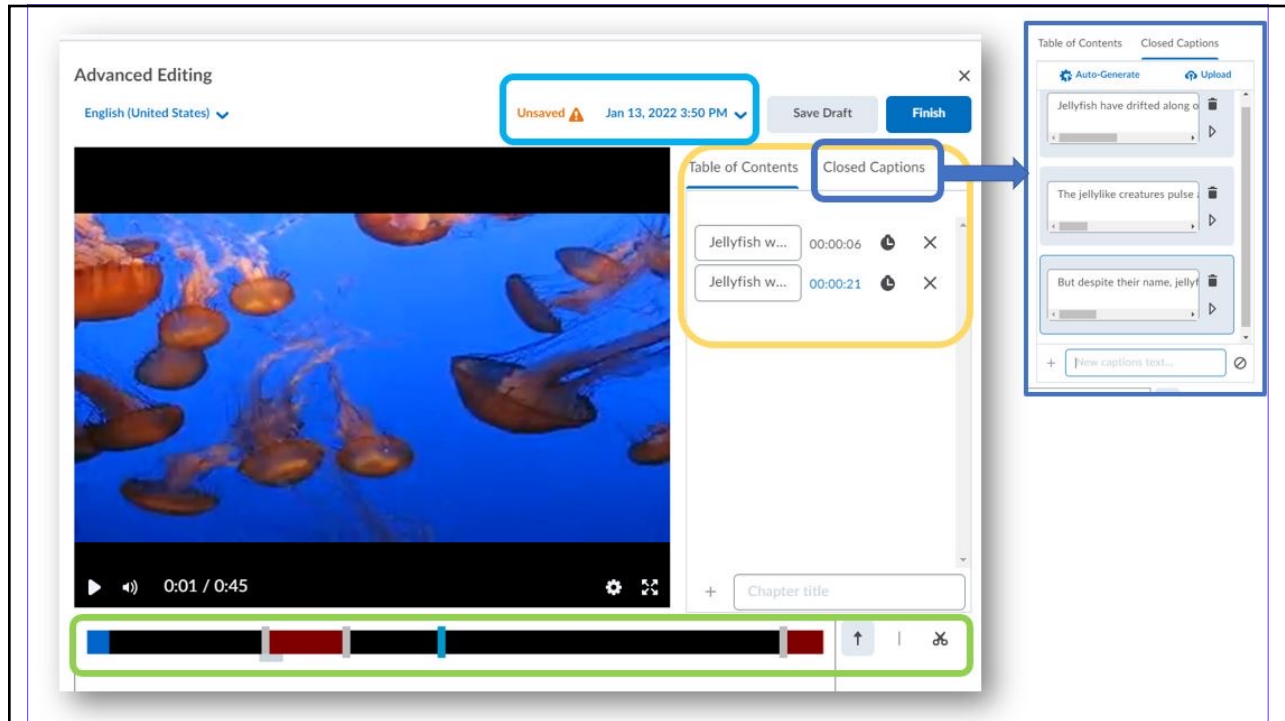 Advanced Editing
English (United States)
Unsaved Jan 13, 2022 3:50 PM Save Draft Finish
Table of Contents Closed Captions
Jellyfish w... 00:00:06
Jellyfish w... 00:00:21
0:01 / 0:45
Chapter title
Table of Contents Closed Captions
Auto-Generate Upload
Jellyfish have drifted along o
The jellylike creatures pulse
But despite their name, jellyf
New captions text...